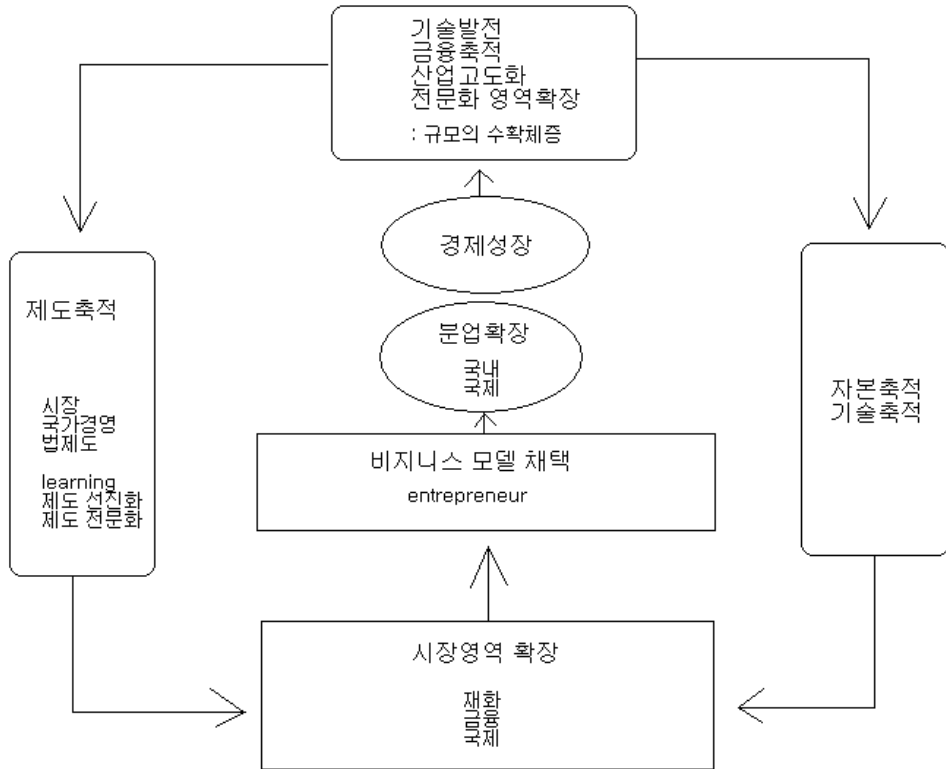 기술발전
금융축적
산업고도화
전문화 영역확장
: 규모의 수확체증
경제성장
분업확장
국내
국제
제도축적
시장
국가경영
법제도
learning
제도 선진화
제도 전문화
자본축적
기술축적
비지니스 모델 채택
entrepreneur
시장영역 확장
재화
금융
국제